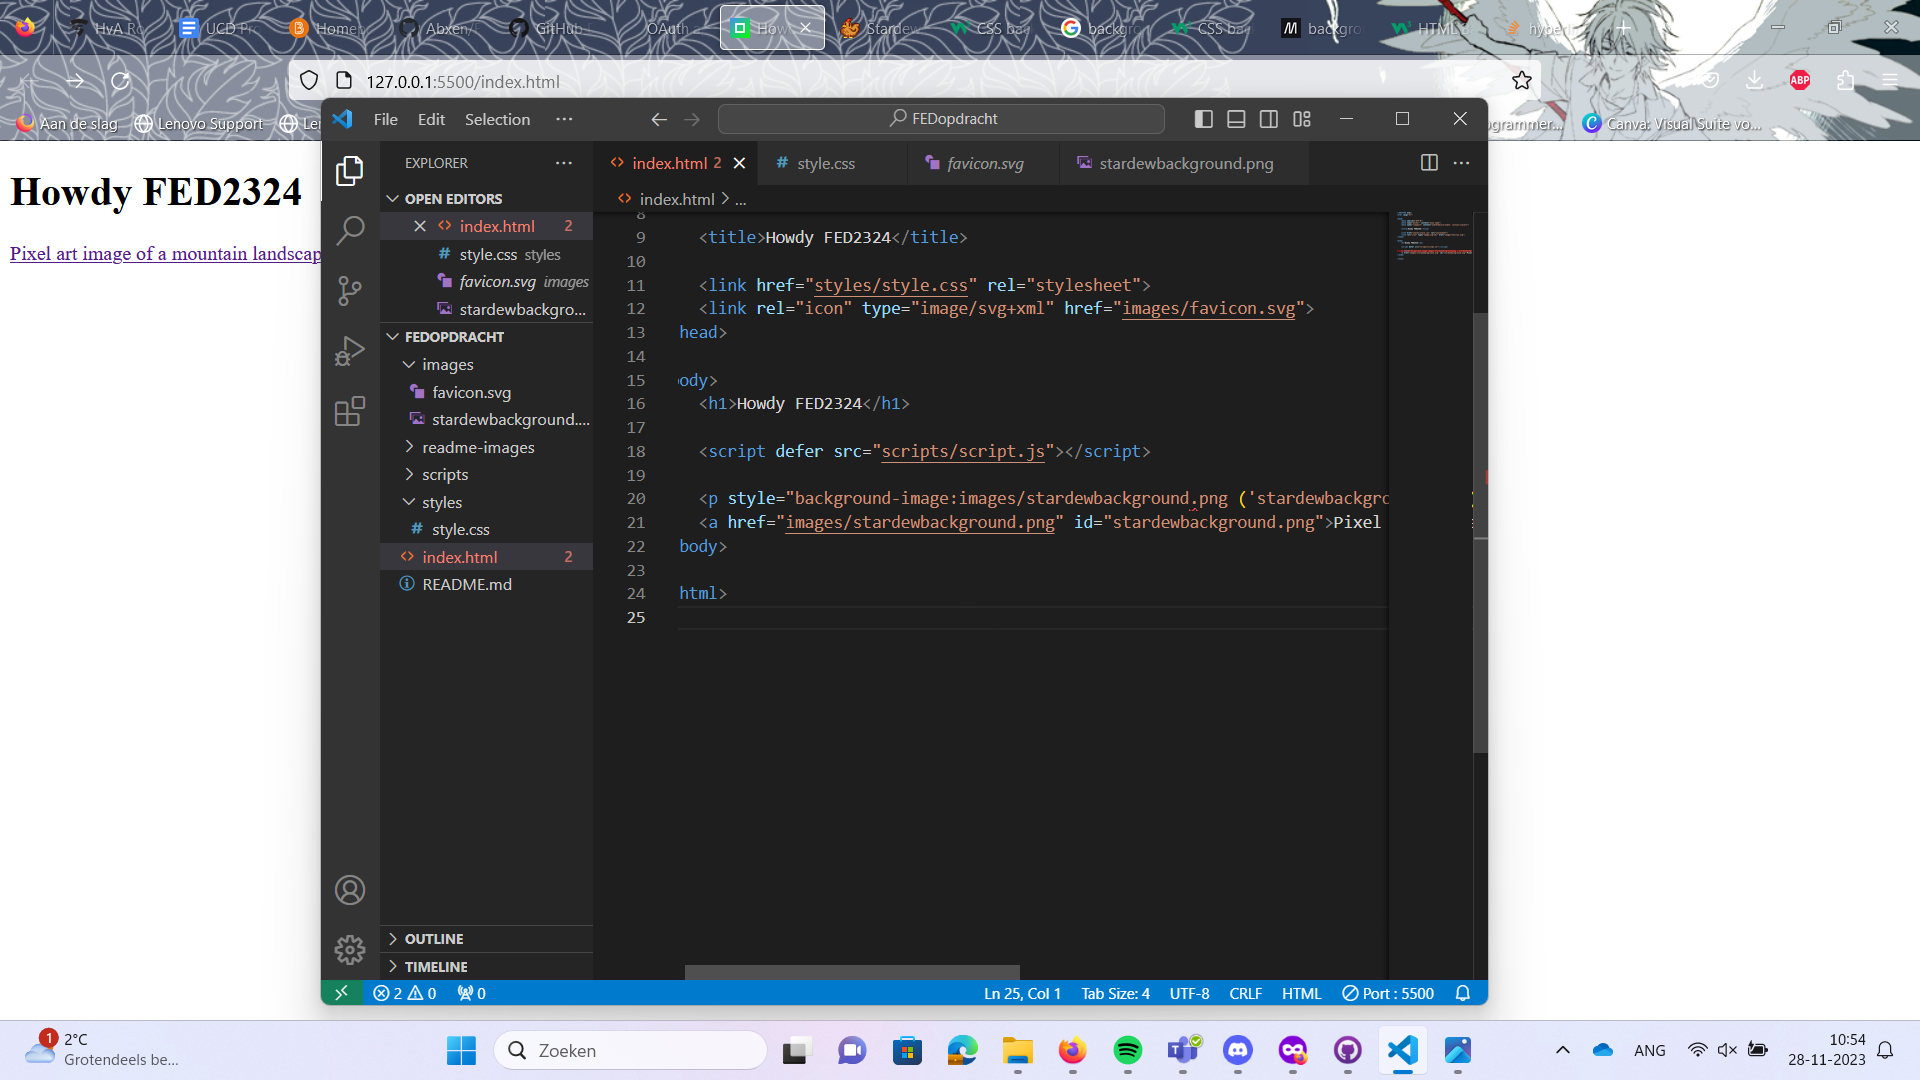 HvA Ro
UCD Pr
Home
Abxen/
GitHub
OAuth a
How
Stardew
CSS ba
backgro
CSS ba
backgro
HTML
hyper
127.0.0.1:5500/index.html
ABP
Aan de slag
Lenovo Support
Le
ogrammer...
Canva: Visual Suite vo...
Howdy FED2324
Pixel art image of a mountain landscap
File Edit Selection ...
FEDopdracht
EXPLORER
OPEN EDITORS
index.html 2
style.css styles
favicon.svg images
stardewbackgro...
FEDOPDRACHT
images
favicon.svg
stardewbackground....
readme-images
scripts
styles
style.css
index.html 2
README.md
OUTLINE
TIMELINE
index.html 2
style.css
favicon.svg
stardewbackground.png
index.html > ...
8
9 <title>Howdy FED2324</title>
10
11 <link href="styles/style.css" rel="stylesheet">
12 <link rel="icon" type="image/svg+xml" href="images/favicon.svg">
13 head>
14
15 ody>
16 <h1>Howdy FED2324</h1>
17
18 <script defer src="scripts/script.js"></script>
19
20 <p style="background-image:images/stardewbackground.png ('stardewbackgro
21 <a href="images/stardewbackground.png" id="stardewbackground.png">Pixel
22 body>
23
24 html>
25
2 0 0
Ln 25, Col 1 Tab Size: 4 UTF-8 CRLF HTML Port : 5500
1
2°C
Grotendeels be...
Zoeken
ENG
10:54
28-11-2023